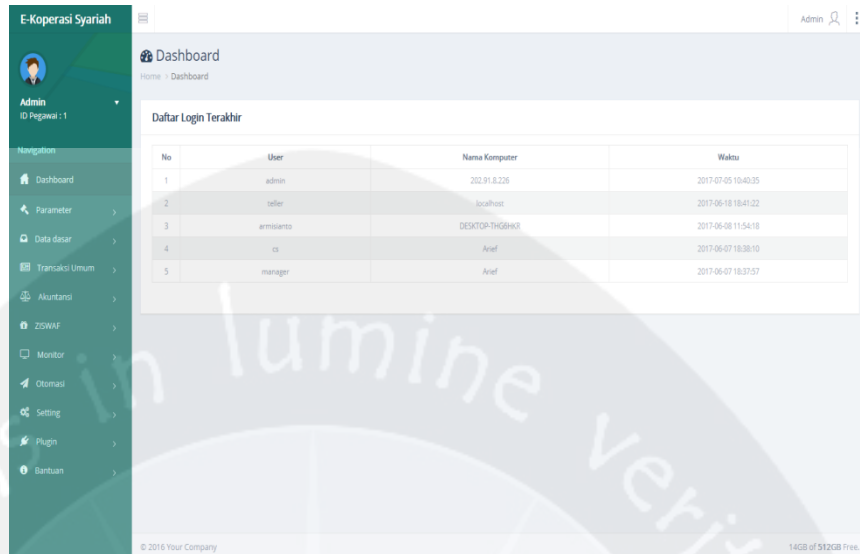 E-Koperasi Syariah
Admin
Admin
ID Pegawai : 1
Navigation
Dashboard
Parameter
Data dasar
Transaksi Umum
Akuntansi
ZISWAF
Monitor
Otomasi
Setting
Plugin
Bantuan
Dashboard
Home > Dashboard
Daftar Login Terakhir
No User Nama Komputer Waktu
1 admin 202.91.8.226 2017-07-05 10:40:35
2 teller localhost 2017-06-18 18:41:22
3 armislanto DESKTOP-THG6HKR 2017-06-08 11:54:18
4 cs Arief 2017-06-07 18:38:10
5 manager Arief 2017-06-07 18:37:57
in lumine veri
© 2016 Your Company
14GB of 512GB Free.